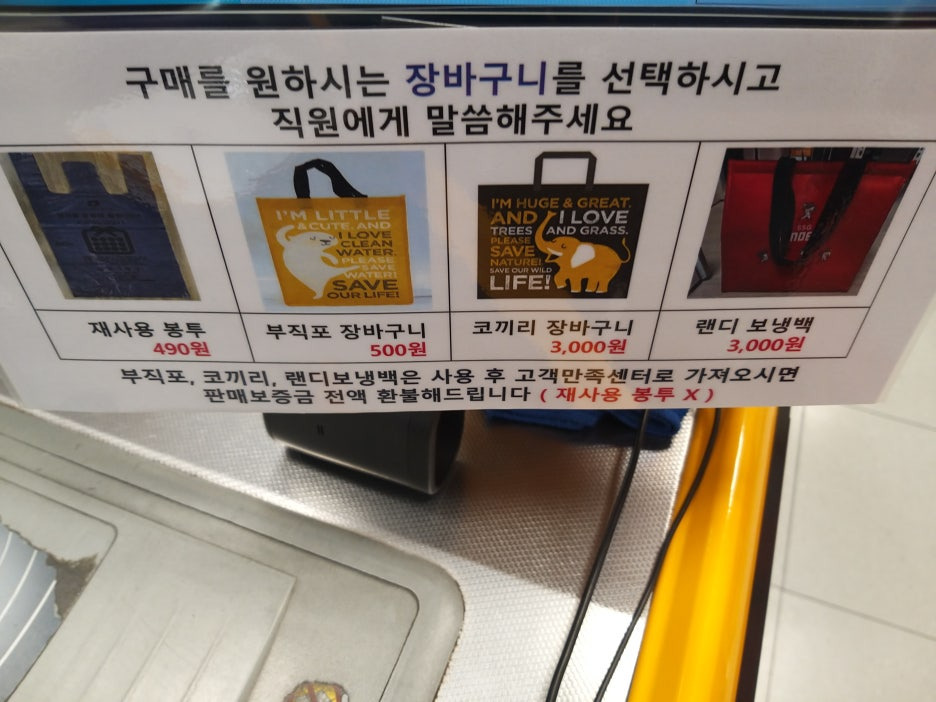 구매를 원하시는 장바구니를 선택하시고
직원에게 말씀해주세요
I'M LITTLE
& CUTE, AND
I LOVE
CLEAN
WATER.
PLEASE
SAVE
WATER!
SAVE
OUR LIFE!
I'M HUGE & GREAT.
AND I LOVE
TREES AND GRASS.
PLEASE
SAVE
NATURE!
SAVE OUR WILD
LIFE!
SSG
재사용 봉투
490원
부직포 장바구니
500원
코끼리 장바구니
3,000원
랜디 보냉백
3,000원
부직포, 코끼리, 랜디보냉백은 사용 후 고객만족센터로 가져오시면
판매보증금 전액 환불해드립니다 ( 재사용 봉투 X )